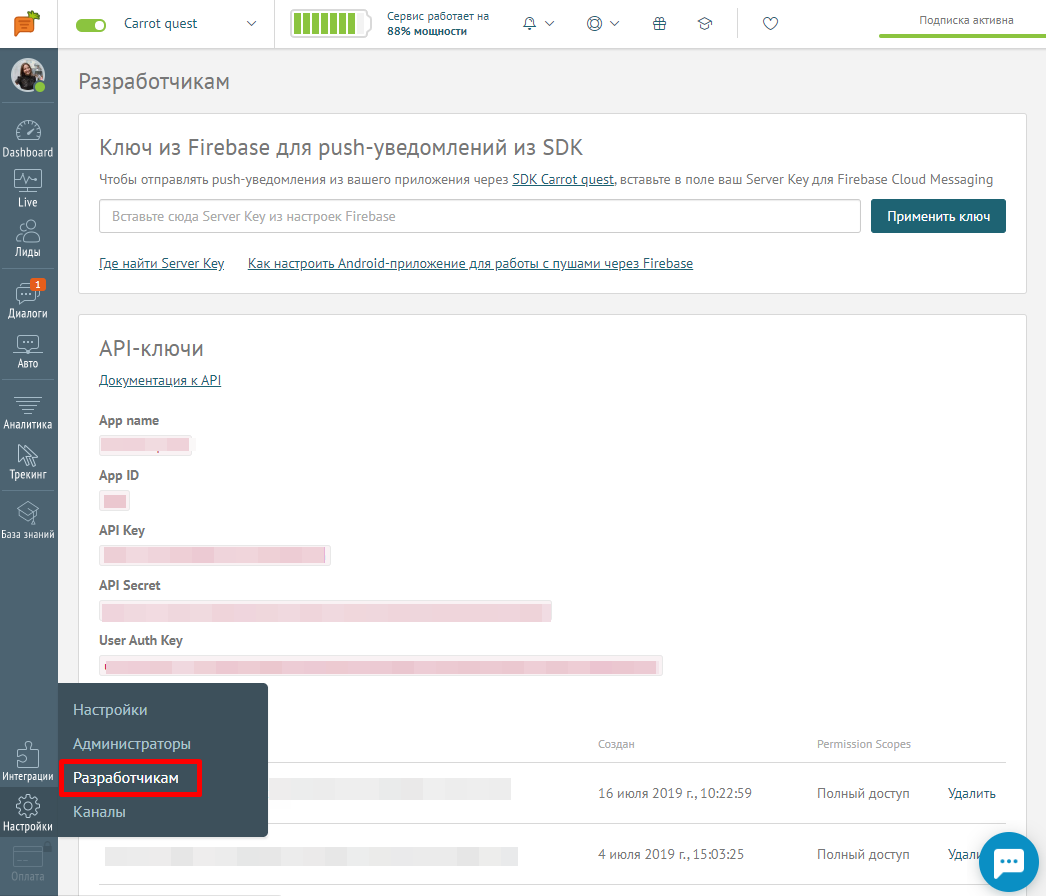 Carrot quest
Сервис работает на
88% мощности
Подписка активна
Dashboard
Live
Лиды
1
Диалоги
Авто
Аналитика
Трекинг
База знаний
Интеграции
Настройки
Оплата
Разработчикам
Ключ из Firebase для push-уведомлений из SDK
Чтобы отправлять push-уведомления из вашего приложения через SDK Carrot quest, вставьте в поле ваш Server Key для Firebase Cloud Messaging
Вставьте сюда Server Key из настроек Firebase
Применить ключ
Где найти Server Key Как настроить Android-приложение для работы с пушами через Firebase
API-ключи
Документация к API
App name
App ID
API Key
API Secret
User Auth Key
Настройки
Администраторы
Разработчикам
Каналы
Создан Permission Scopes
16 июля 2019 г., 10:22:59 Полный доступ Удалить
4 июля 2019 г., 15:03:25 Полный доступ Удали